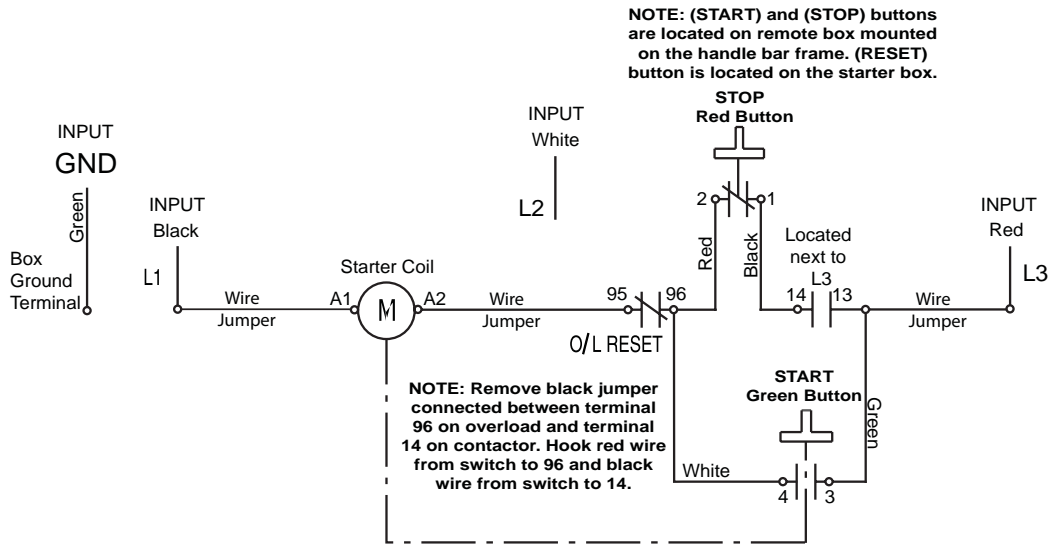 NOTE: (START) and (STOP) buttons
are located on remote box mounted
on the handle bar frame. (RESET)
button is located on the starter box.
STOP
Red Button
INPUT
GND
Green
Box
Ground
Terminal
INPUT
Black
L1
Wire
Jumper
Starter Coil
A1
M
A2
Wire
Jumper
INPUT
White
L2
95
96
O/L RESET
2
1
Red
Black
Located
next to
L3
14
13
Wire
Jumper
INPUT
Red
L3
NOTE: Remove black jumper
connected between terminal
96 on overload and terminal
14 on contactor. Hook red wire
from switch to 96 and black
wire from switch to 14.
START
Green Button
Green
White
4
3